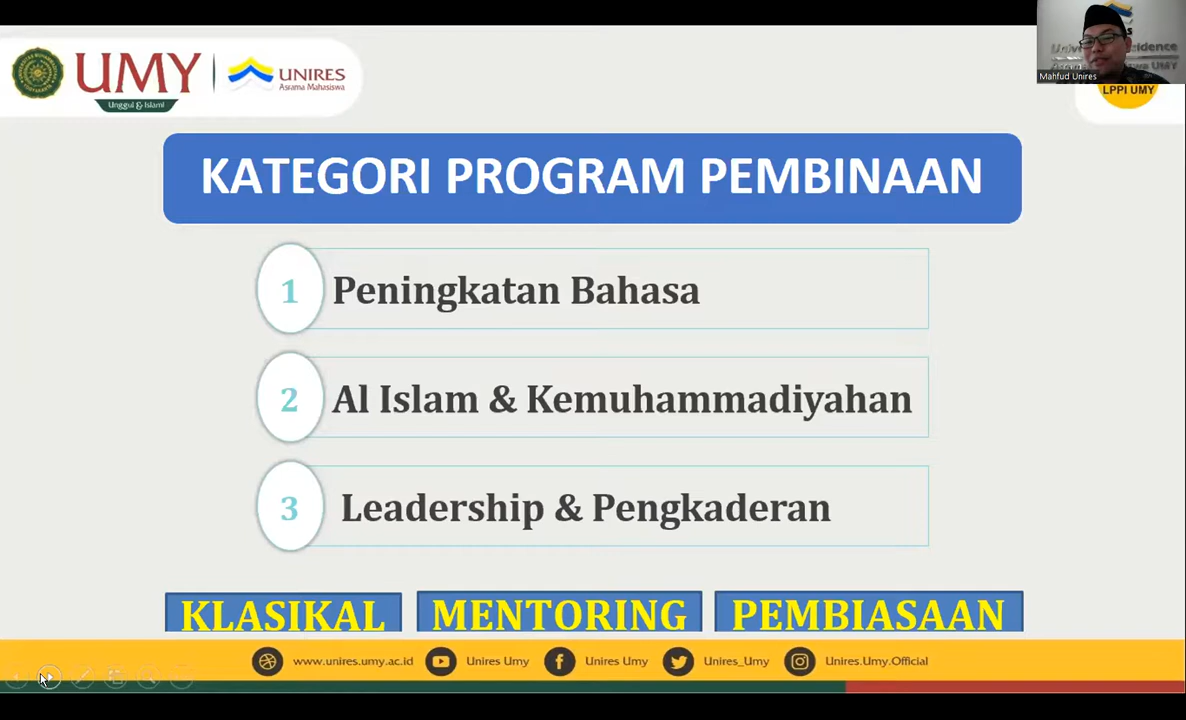 UMY
Unggul & Islami
UNIRES
Asrama Mahasiswa
Mahfud Unires
LPPI UMY
KATEGORI PROGRAM PEMBINAAN
1 Peningkatan Bahasa
2 Al Islam & Kemuhammadiyahan
3 Leadership & Pengkaderan
KLASIKAL MENTORING PEMBIASAAN
www.unires.umy.ac.id Unires Umy Unires Umy Unires_Umy Unires.Umy.Official